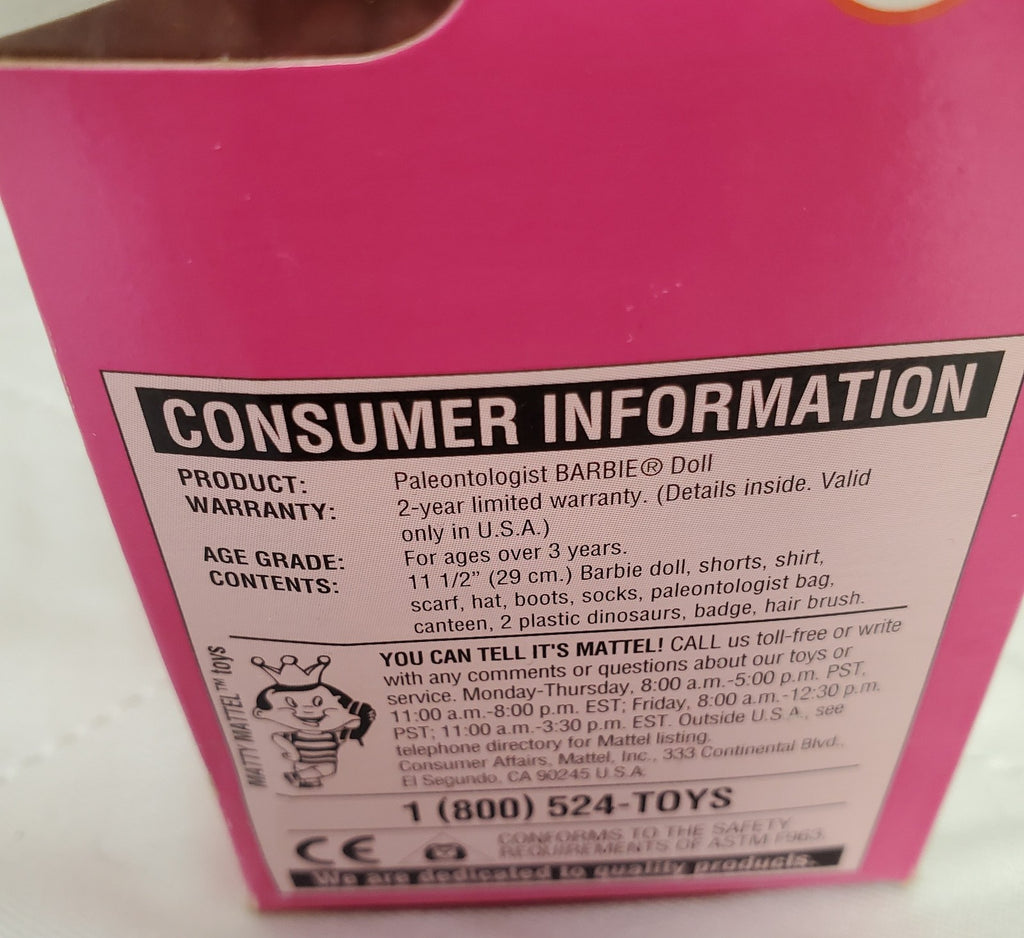 CONSUMER INFORMATION
PRODUCT: Paleontologist BARBIE® Doll
WARRANTY: 2-year limited warranty. (Details inside. Valid
only in U.S.A.)
AGE GRADE: For ages over 3 years.
CONTENTS: 11 1/2" (29 cm.) Barbie doll, shorts, shirt,
scarf, hat, boots, socks, paleontologist bag,
canteen, 2 plastic dinosaurs, badge, hair brush.
MATTY MATTEL™ toys
YOU CAN TELL IT'S MATTEL! CALL us toll-free or write
with any comments or questions about our toys or
service. Monday-Thursday, 8:00 a.m.-5:00 p.m. PST,
11:00 a.m.-8:00 p.m. EST; Friday, 8:00 a.m.-12:30 p.m.
PST; 11:00 a.m.-3:30 p.m. EST. Outside U.S.A., see
telephone directory for Mattel listing.
Consumer Affairs, Mattel, Inc., 333 Continental Blvd.,
El Segundo, CA 90245 U.S.A.
1 (800) 524-TOYS
CE
CONFORMS TO THE SAFETY
REQUIREMENTS OF ASTM F963.
We are dedicated to quality products.